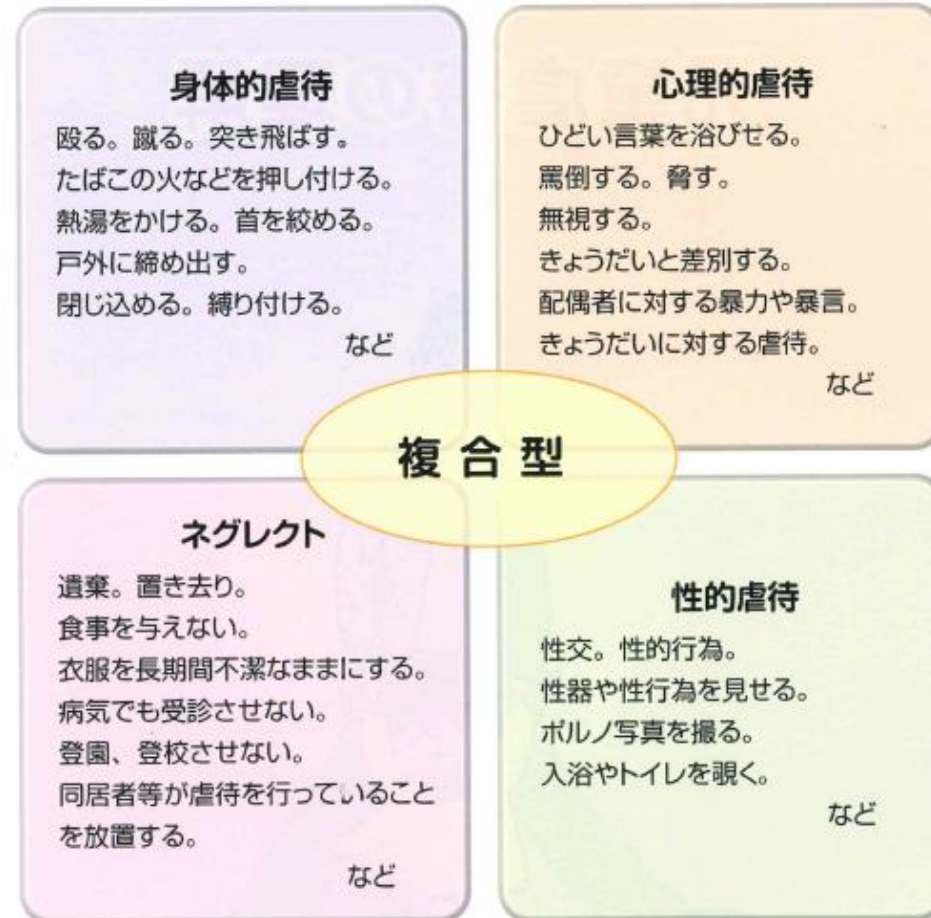 身体的虐待
殴る。蹴る。突き飛ばす。
たばこの火などを押し付ける。
熱湯をかける。首を絞める。
戸外に締め出す。
閉じ込める。縛り付ける。
など
心理的虐待
ひどい言葉を浴びせる。
罵倒する。脅す。
無視する。
きょうだいと差別する。
配偶者に対する暴力や暴言。
きょうだいに対する虐待。
など
複合型
ネグレクト
遺棄。置き去り。
食事を与えない。
衣服を長期間不潔なままにする。
病気でも受診させない。
登園、登校させない。
同居者等が虐待を行っていること
を放置する。
など
性的虐待
性交。性的行為。
性器や性行為を見せる。
ポルノ写真を撮る。
入浴やトイレを覗く。
など